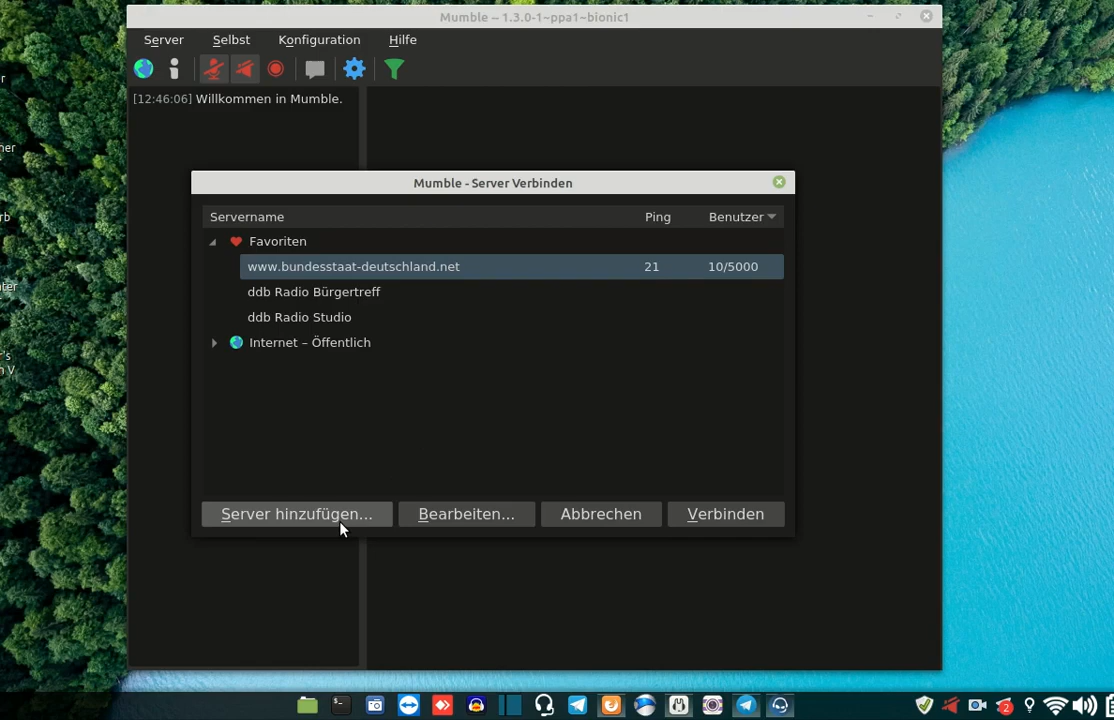 Mumble – 1.3.0-1~ppa1~bionic1
Server Selbst Konfiguration Hilfe
[12:46:06] Willkommen in Mumble.
Mumble - Server Verbinden
Servername Ping Benutzer
Favoriten
www.bundesstaat-deutschland.net 21 10/5000
ddb Radio Bürgertreff
ddb Radio Studio
Internet – Öffentlich
Server hinzufügen... Bearbeiten... Abbrechen Verbinden
2